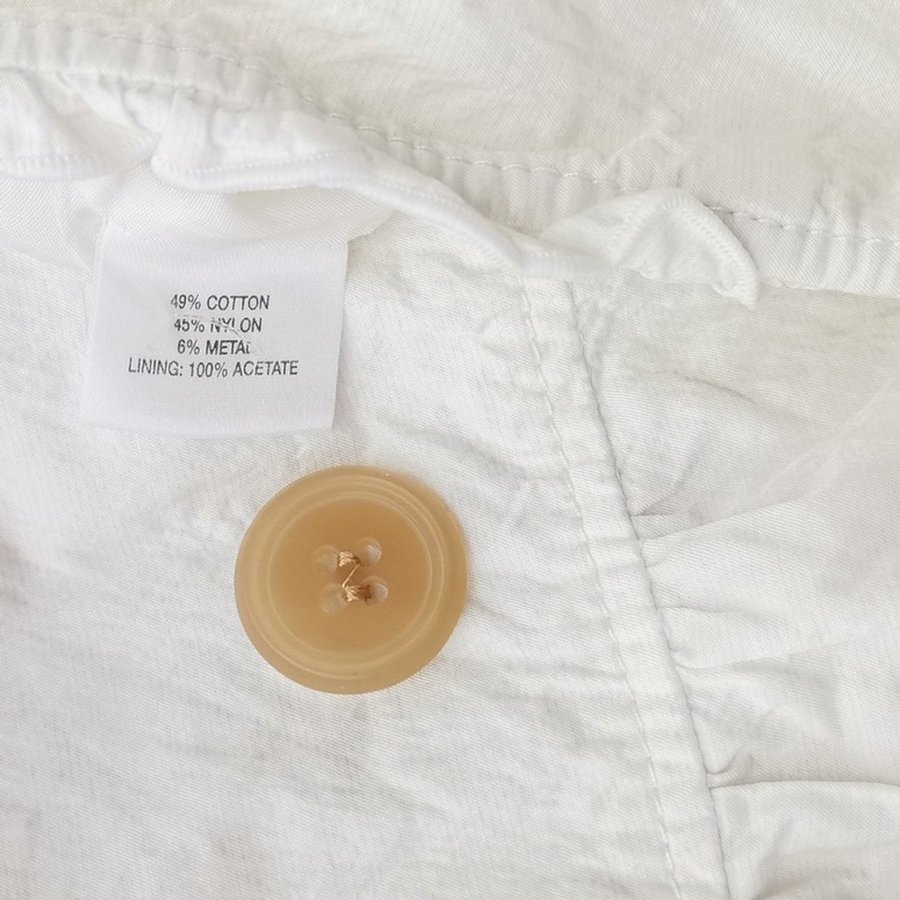 49% COTTON
45% NYLON
6% METAL
LINING: 100% ACETATE